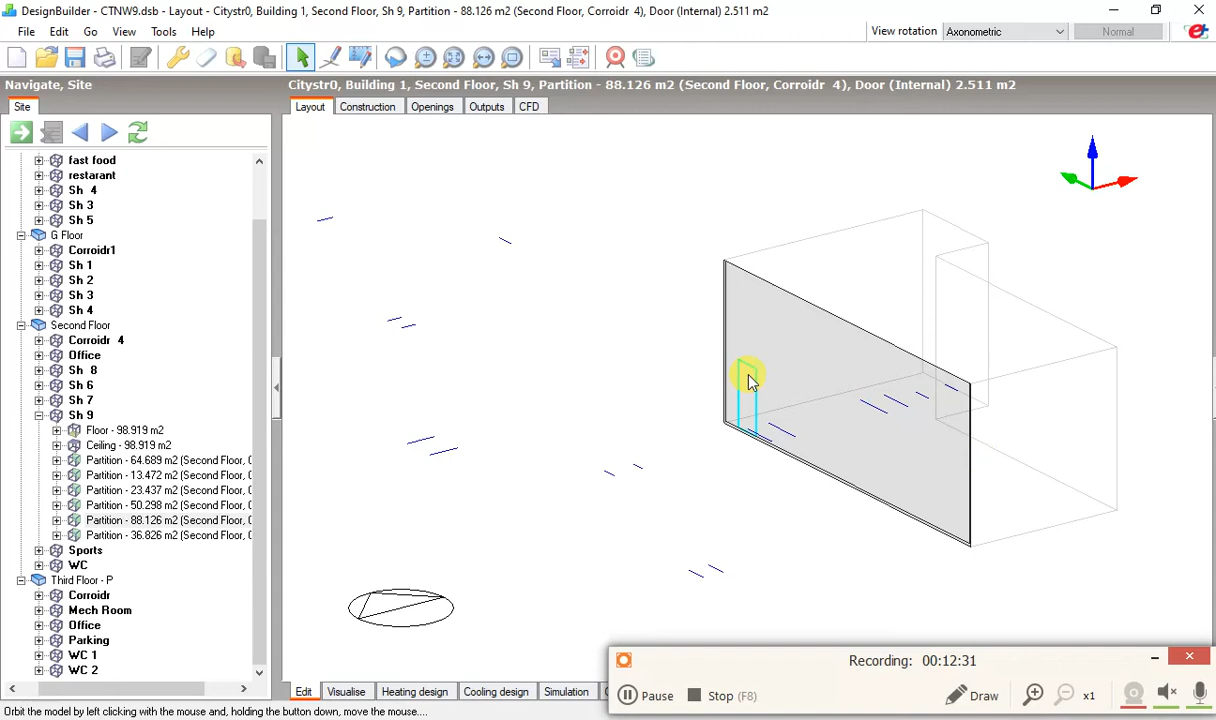 DesignBuilder - CTNW9.dsb - Layout - Citystr0, Building 1, Second Floor, Sh 9, Partition - 88.126 m2 (Second Floor, Corroidr  4), Door (Internal) 2.511 m2
File Edit Go View Tools Help
View rotation Axonometric Normal
Navigate, Site
Citystr0, Building 1, Second Floor, Sh 9, Partition - 88.126 m2 (Second Floor, Corroidr  4), Door (Internal) 2.511 m2
Site
Layout Construction Openings Outputs CFD
fast food
restarant
Sh  4
Sh 3
Sh 5
G Floor
Corroidr1
Sh 1
Sh 2
Sh 3
Sh 4
Second Floor
Corroidr  4
Office
Sh  8
Sh 6
Sh 7
Sh 9
Floor - 98.919 m2
Ceiling - 98.919 m2
Partition - 64.689 m2 (Second Floor, C
Partition - 13.472 m2 (Second Floor, C
Partition - 23.437 m2 (Second Floor, C
Partition - 50.298 m2 (Second Floor, C
Partition - 88.126 m2 (Second Floor, C
Partition - 36.826 m2 (Second Floor, C
Sports
WC
Third Floor - P
Corroidr
Mech Room
Office
Parking
WC 1
WC 2
Edit Visualise Heating design Cooling design Simulation
Recording: 00:12:31
Pause Stop (F8) Draw x1
Orbit the model by left clicking with the mouse and, holding the button down, move the mouse....